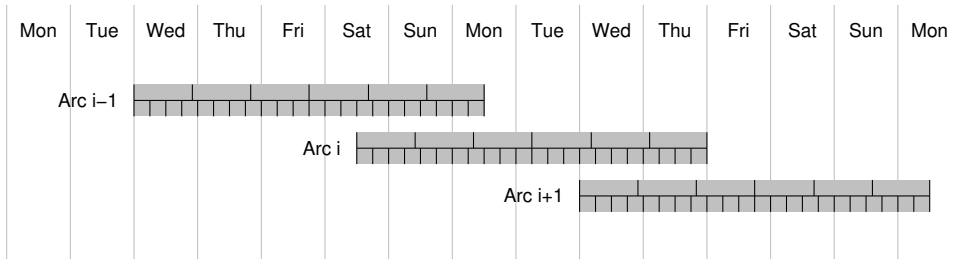 Mon Tue Wed Thu Fri Sat Sun Mon Tue Wed Thu Fri Sat Sun Mon
Arc i−1
Arc i
Arc i+1